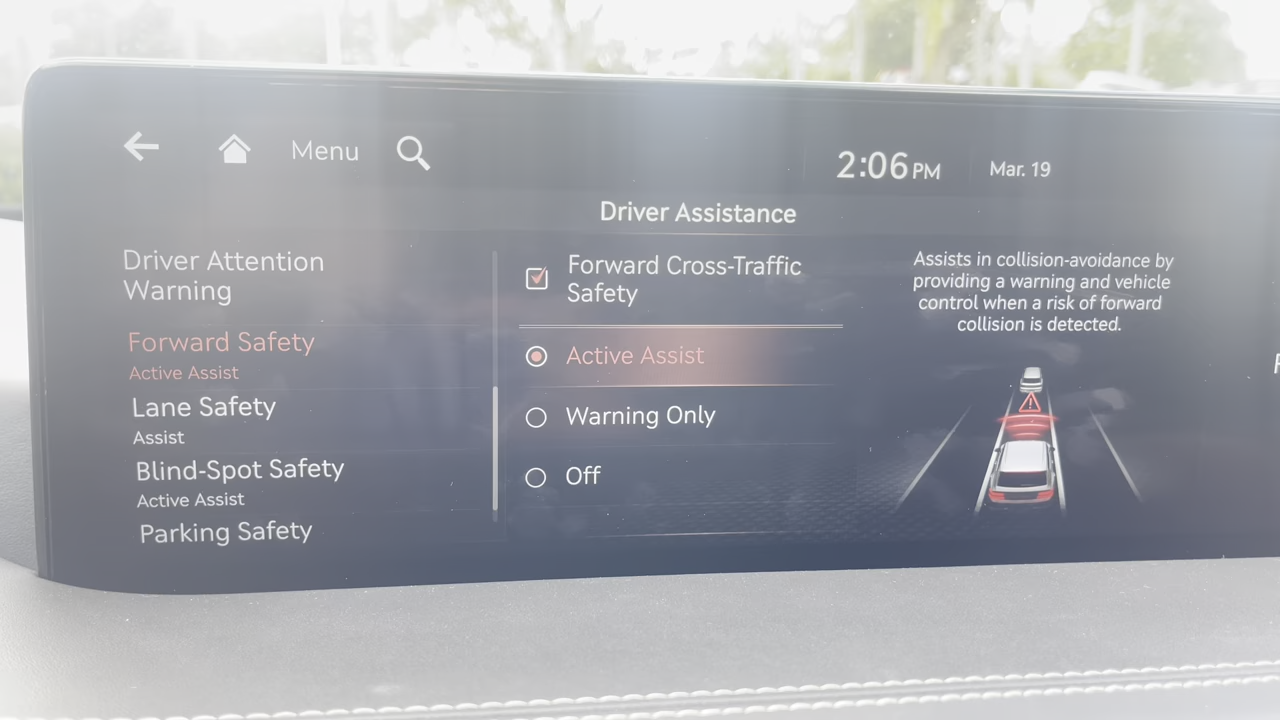 Menu
2:06 PM
Mar. 19
Driver Assistance
Driver Attention
Warning
Forward Safety
Active Assist
Lane Safety
Assist
Blind-Spot Safety
Active Assist
Parking Safety
Forward Cross-Traffic
Safety
Active Assist
Warning Only
Off
Assists in collision-avoidance by
providing a warning and vehicle
control when a risk of forward
collision is detected.